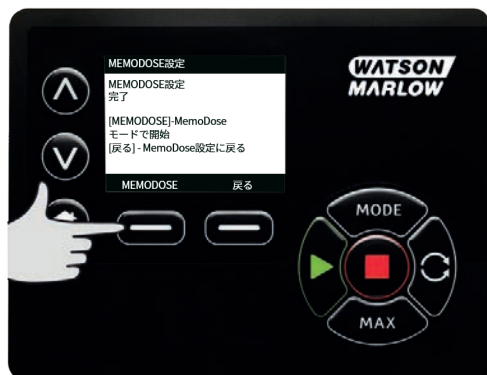 MEMODOSE設定
WATSON
MARLOW
MEMODOSE設定
完了
[MEMODOSE]-MemoDose
モードで開始
[戻る] - MemoDose設定に戻る
MEMODOSE 戻る
MODE
MAX